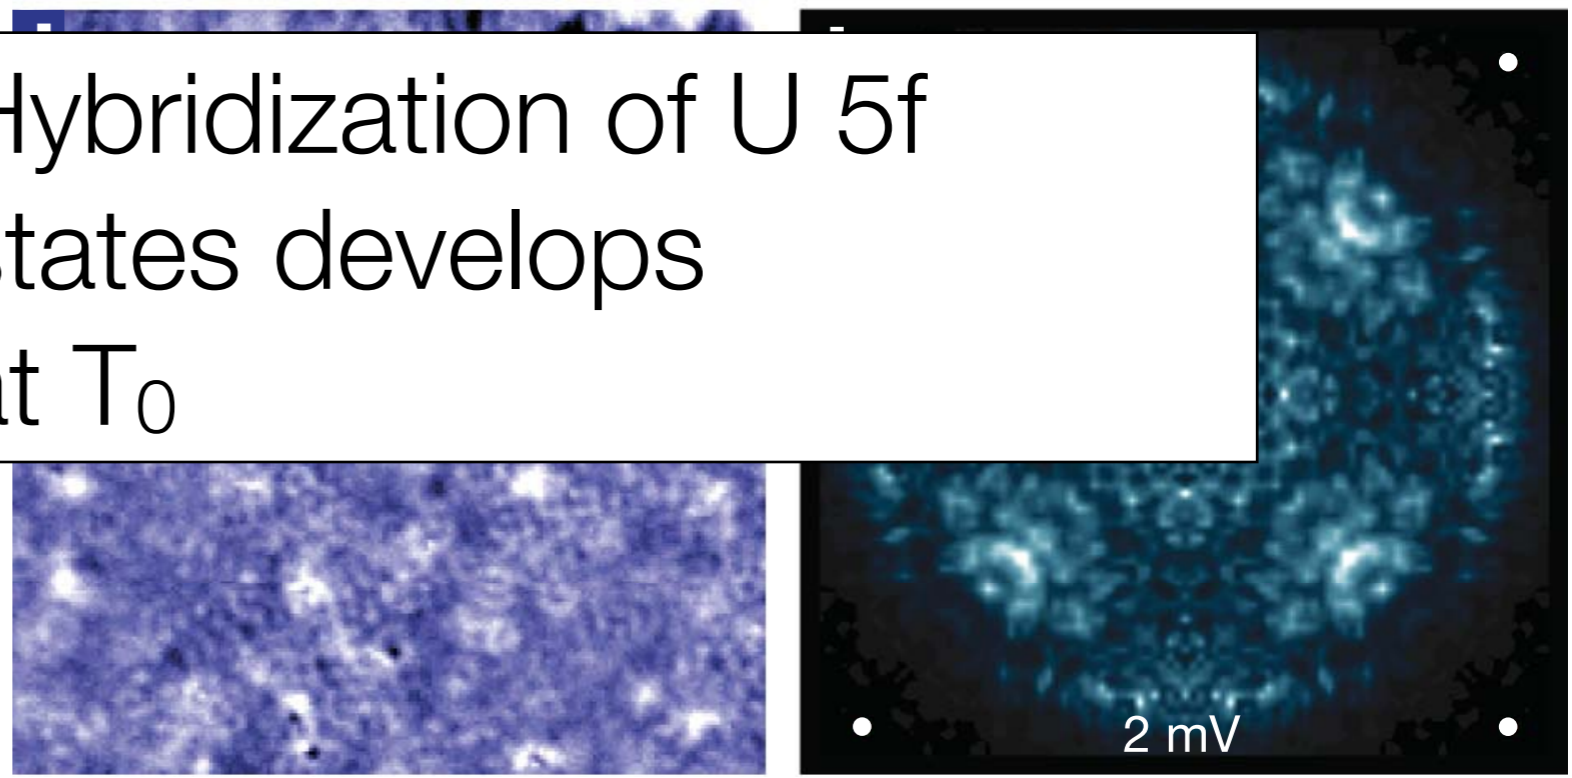 Hybridization of U 5f
states develops
at T₀
2 mV